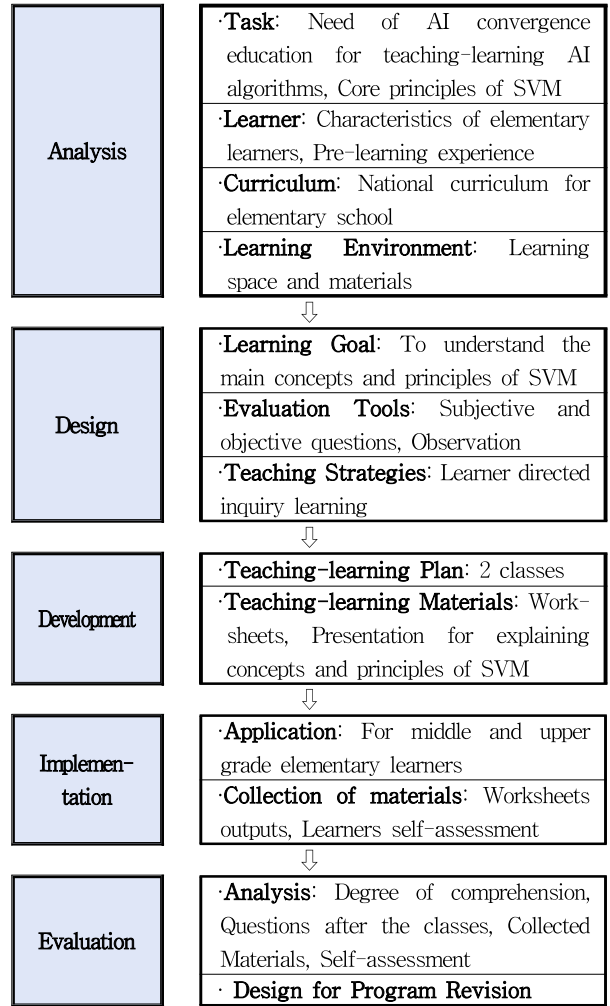 Analysis
·Task: Need of AI convergence
education for teaching-learning AI
algorithms, Core principles of SVM
·Learner: Characteristics of elementary
learners, Pre-learning experience
·Curriculum: National curriculum for
elementary school
·Learning Environment: Learning
space and materials
Design
·Learning Goal: To understand the
main concepts and principles of SVM
·Evaluation Tools: Subjective and
objective questions, Observation
·Teaching Strategies: Learner directed
inquiry learning
Development
·Teaching-learning Plan: 2 classes
·Teaching-learning Materials: Work-
sheets, Presentation for explaining
concepts and principles of SVM
Implemen-
tation
·Application: For middle and upper
grade elementary learners
·Collection of materials: Worksheets
outputs, Learners self-assessment
Evaluation
·Analysis: Degree of comprehension,
Questions after the classes, Collected
Materials, Self-assessment
· Design for Program Revision